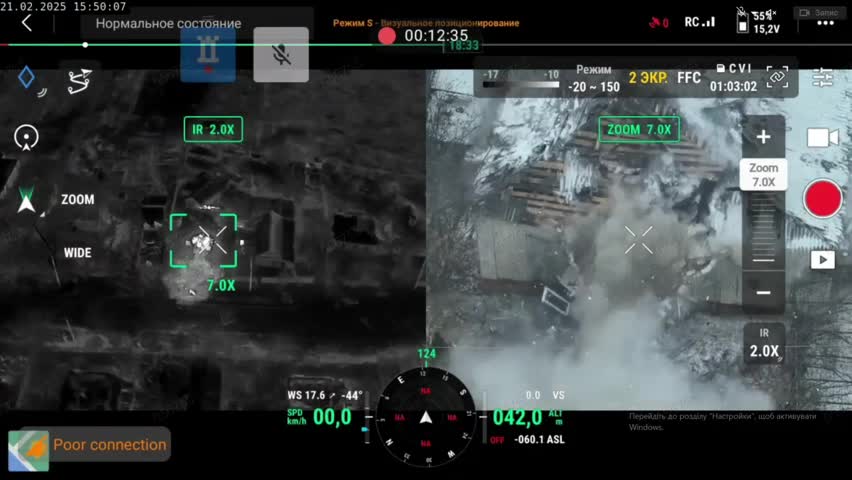 21.02.2025 15:50:07
Нормальное состояние
Режим S - Визуальное позиционирование
00:12:35
18:33
0
RC
55%
15,2V
Запис
-17
-10
Режим
-20 ~ 150
2 ЭКР.
FFC
CVI
01:03:02
IR 2.0X
ZOOM 7.0X
Zoom
7.0X
ZOOM
WIDE
7.0X
IR
2.0X
124
WS 17.6
-44°
0.0 VS
SPD
km/h
00,0
042,0
ALT
m
OFF
-060.1 ASL
E
S
N
W
12
15
30
NA
NA
NA
NA
Poor connection
Перейдіть до розділу "Настройки", щоб активувати
Windows.